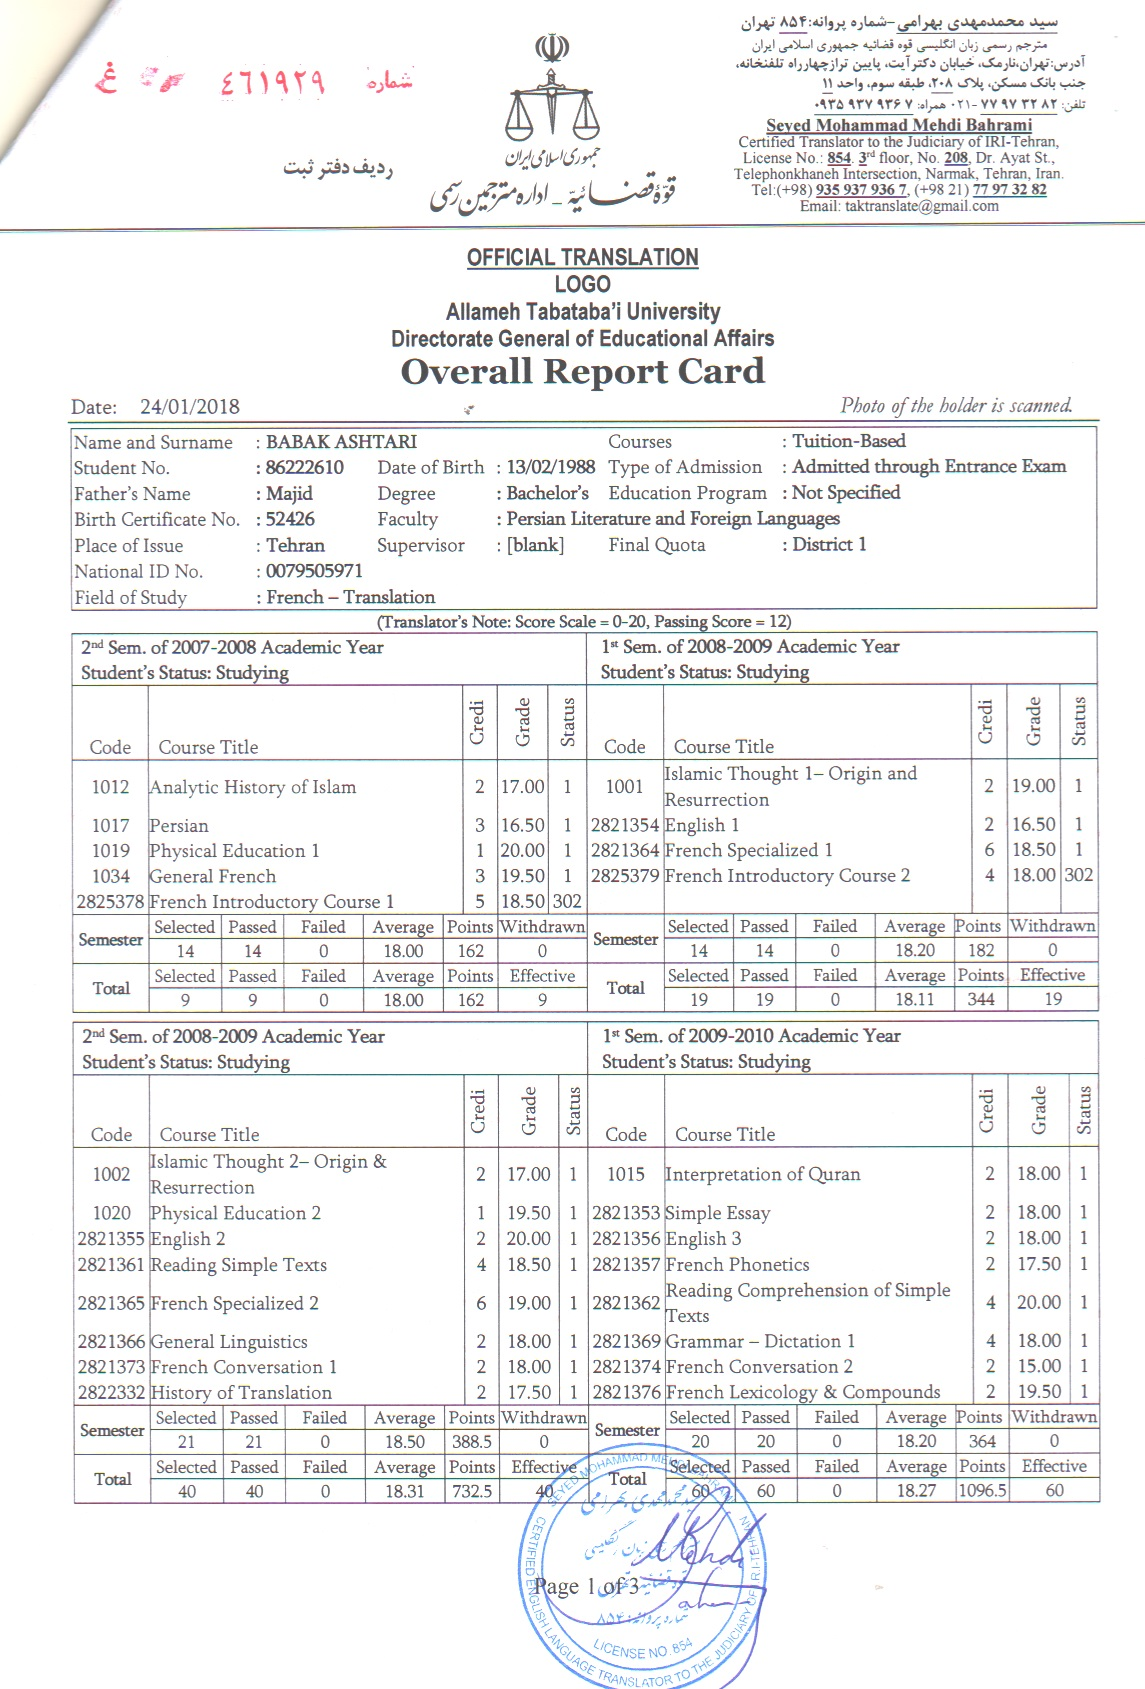 سید محمدمهدی بهرامی–شماره پروانه: ۸۵۴ تهران
مترجم رسمی زبان انگلیسی قوه قضائیه جمهوری اسلامی ایران
آدرس:تهران،نارمک، خیابان دکترآیت، پایین ترازچهارراه تلفنخانه،
جنب بانک مسکن، پلاک ۲۰۸، طبقه سوم، واحد ۱۱
تلفن: ۸۲ ۳۲ ۹۷ ۷۷ -۰۲۱ همراه: ۷ ۹۳۶ ۹۳۷ ۰۹۳۵
Seyed Mohammad Mehdi Bahrami
Certified Translator to the Judiciary of IRI-Tehran,
License No.: 854. 3rd floor, No. 208, Dr. Ayat St.,
Telephonkhaneh Intersection, Narmak, Tehran, Iran.
Tel:(+98) 935 937 936 7, (+98 21) 77 97 32 82
Email: taktranslate@gmail.com
شماره ٤٦١٩٢٩ غ
ردیف دفتر ثبت
جمهوری اسلامی ایران
قوّهٔ قضائیّه – اداره مترجمین رسمی
OFFICIAL TRANSLATION
LOGO
Allameh Tabataba'i University
Directorate General of Educational Affairs
Overall Report Card
Date: 24/01/2018 Photo of the holder is scanned.
Name and Surname : BABAK ASHTARI Courses : Tuition-Based
Student No. : 86222610 Date of Birth : 13/02/1988 Type of Admission : Admitted through Entrance Exam
Father's Name : Majid Degree : Bachelor's Education Program : Not Specified
Birth Certificate No. : 52426 Faculty : Persian Literature and Foreign Languages
Place of Issue : Tehran Supervisor : [blank] Final Quota : District 1
National ID No. : 0079505971
Field of Study : French – Translation
(Translator's Note: Score Scale = 0-20, Passing Score = 12)
2nd Sem. of 2007-2008 Academic Year
Student's Status: Studying
Code Course Title Credi Grade Status
1012 Analytic History of Islam 2 17.00 1
1017 Persian 3 16.50 1
1019 Physical Education 1 1 20.00 1
1034 General French 3 19.50 1
2825378 French Introductory Course 1 5 18.50 302
Semester Selected Passed Failed Average Points Withdrawn
14 14 0 18.00 162 0
Total Selected Passed Failed Average Points Effective
9 9 0 18.00 162 9
1st Sem. of 2008-2009 Academic Year
Student's Status: Studying
Code Course Title Credi Grade Status
1001 Islamic Thought 1– Origin and Resurrection 2 19.00 1
2821354 English 1 2 16.50 1
2821364 French Specialized 1 6 18.50 1
2825379 French Introductory Course 2 4 18.00 302
Semester Selected Passed Failed Average Points Withdrawn
14 14 0 18.20 182 0
Total Selected Passed Failed Average Points Effective
19 19 0 18.11 344 19
2nd Sem. of 2008-2009 Academic Year
Student's Status: Studying
Code Course Title Credi Grade Status
1002 Islamic Thought 2– Origin & Resurrection 2 17.00 1
1020 Physical Education 2 1 19.50 1
2821355 English 2 2 20.00 1
2821361 Reading Simple Texts 4 18.50 1
2821365 French Specialized 2 6 19.00 1
2821366 General Linguistics 2 18.00 1
2821373 French Conversation 1 2 18.00 1
2822332 History of Translation 2 17.50 1
Semester Selected Passed Failed Average Points Withdrawn
21 21 0 18.50 388.5 0
Total Selected Passed Failed Average Points Effective
40 40 0 18.31 732.5 40
1st Sem. of 2009-2010 Academic Year
Student's Status: Studying
Code Course Title Credi Grade Status
1015 Interpretation of Quran 2 18.00 1
2821353 Simple Essay 2 18.00 1
2821356 English 3 2 18.00 1
2821357 French Phonetics 2 17.50 1
2821362 Reading Comprehension of Simple Texts 4 20.00 1
2821369 Grammar – Dictation 1 4 18.00 1
2821374 French Conversation 2 2 15.00 1
2821376 French Lexicology & Compounds 2 19.50 1
Semester Selected Passed Failed Average Points Withdrawn
20 20 0 18.20 364 0
Total Selected Passed Failed Average Points Effective
60 60 0 18.27 1096.5 60
SEYED MOHAMMAD MEHDI BAHRAMI
سید محمدمهدی بهرامی
زبان انگلیسی
قوه قضائیه تهران
شماره پروانه: ۸۵۴
LICENSE NO. 854
CERTIFIED ENGLISH LANGUAGE TRANSLATOR TO THE JUDICIARY OF I.R.I-TEHRAN
Page 1 of 3